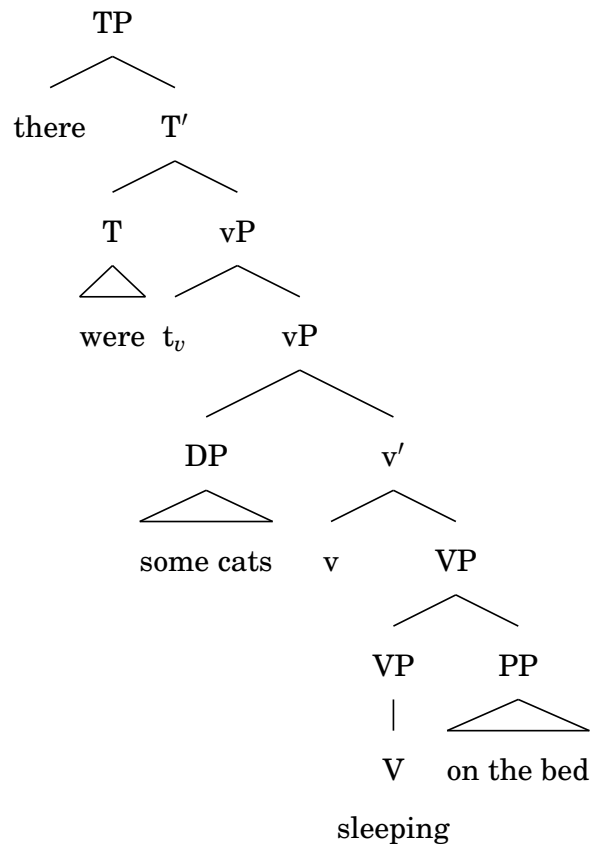 TP
there T′
T vP
were t_v vP
DP v′
some cats v VP
VP PP
V on the bed
sleeping